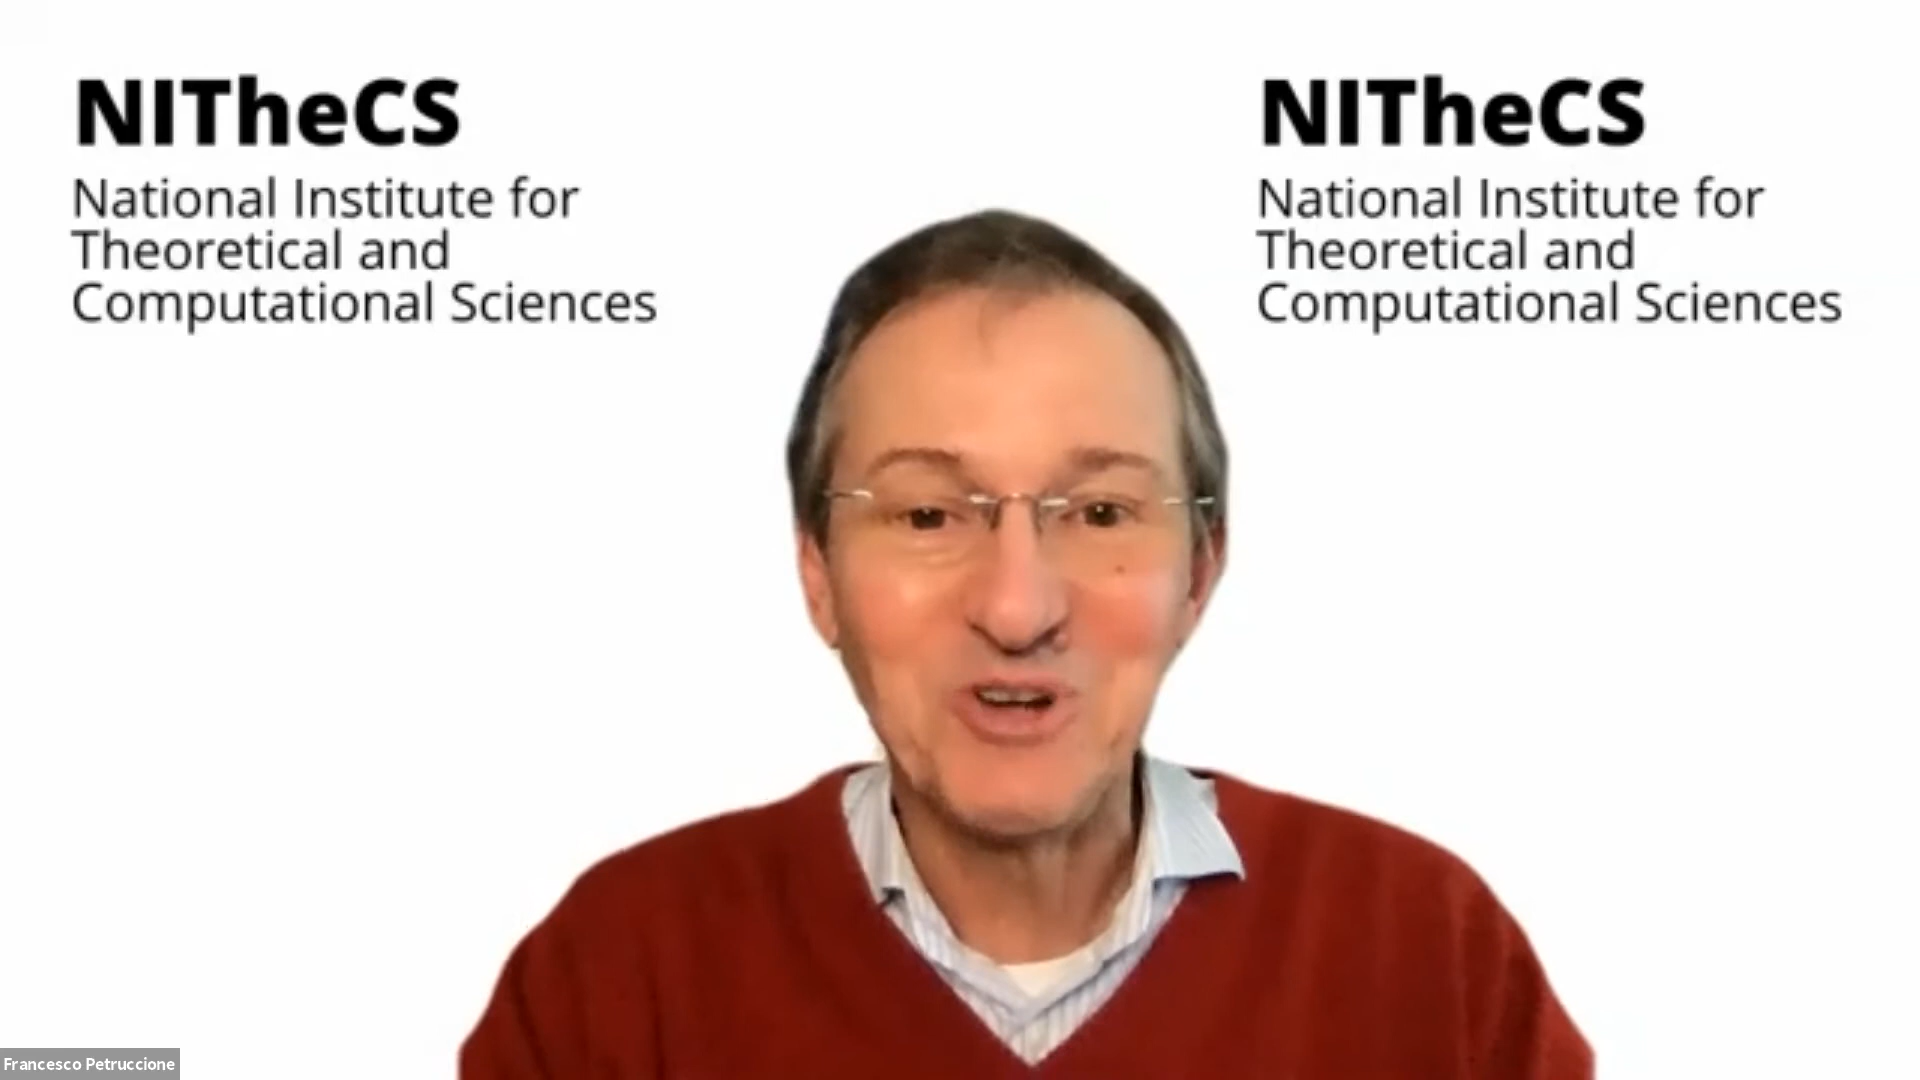 NITheCS
National Institute for
Theoretical and
Computational Sciences
NITheCS
National Institute for
Theoretical and
Computational Sciences
Francesco Petruccione